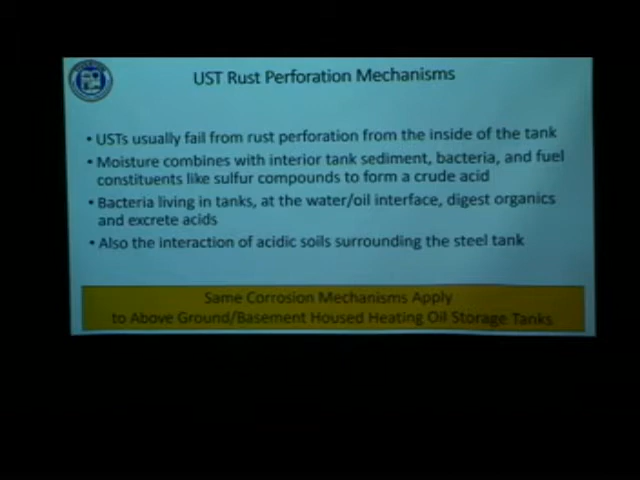 UST Rust Perforation Mechanisms
• USTs usually fail from rust perforation from the inside of the tank
• Moisture combines with interior tank sediment, bacteria, and fuel
constituents like sulfur compounds to form a crude acid
• Bacteria living in tanks, at the water/oil interface, digest organics
and excrete acids
• Also the interaction of acidic soils surrounding the steel tank
Same Corrosion Mechanisms Apply
to Above Ground/Basement Housed Heating Oil Storage Tanks